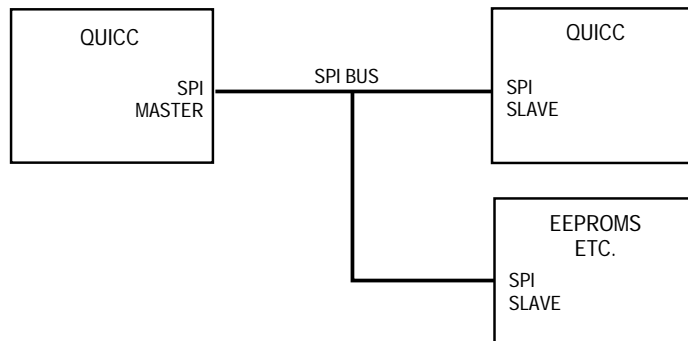 QUICC
SPI
MASTER
SPI BUS
QUICC
SPI
SLAVE
EEPROMS
ETC.
SPI
SLAVE